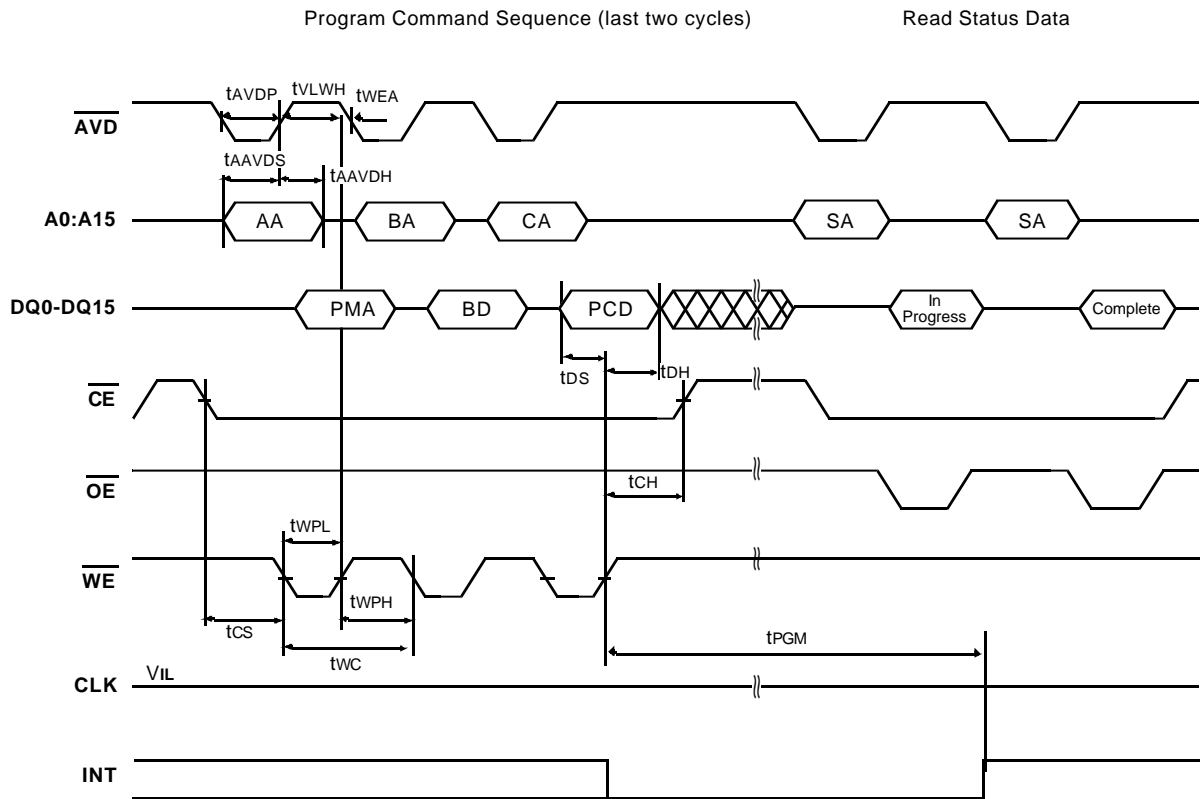 Program Command Sequence (last two cycles) Read Status Data
tAVDP tVLWH tWEA
AVD
tAAVDS tAAVDH
A0:A15 AA BA CA SA SA
DQ0-DQ15 PMA BD PCD In Progress Complete
tDS tDH
CE
OE
tCH
tWPL
WE
tWPH
tCS
tWC
tPGM
CLK VIL
INT